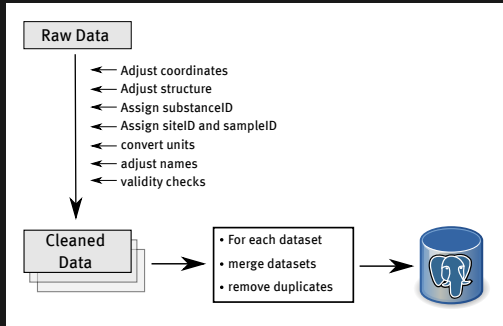 Raw Data
Adjust coordinates
Adjust structure
Assign substanceID
Assign siteID and sampleID
convert units
adjust names
validity checks
Cleaned
Data
• For each dataset
• merge datasets
• remove duplicates